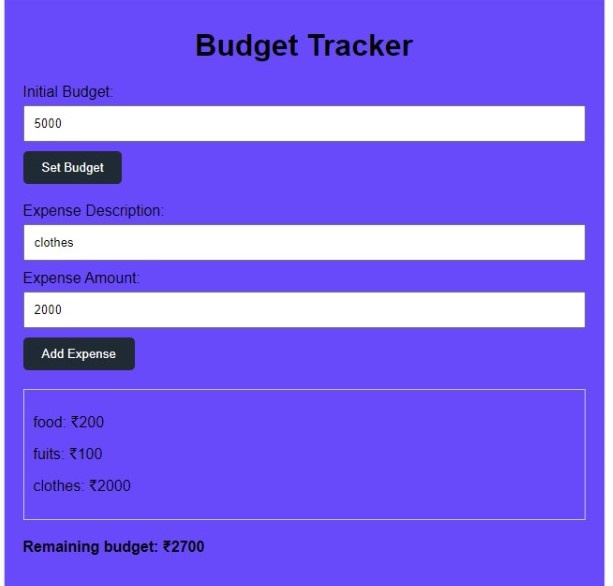 Budget Tracker
Initial Budget:
5000
Set Budget
Expense Description:
clothes
Expense Amount:
2000
Add Expense
food: ₹200
fuits: ₹100
clothes: ₹2000
Remaining budget: ₹2700